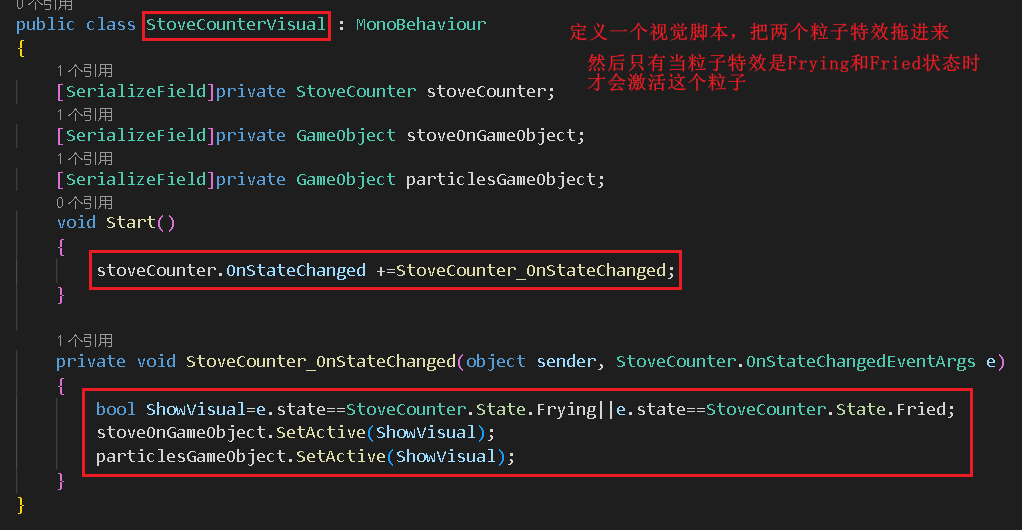 0 个引用
public class StoveCounterVisual : MonoBehaviour
定义一个视觉脚本，把两个粒子特效拖进来
{
然后只有当粒子特效是Frying和Fried状态时
才会激活这个粒子
1 个引用
[SerializeField]private StoveCounter stoveCounter;
1 个引用
[SerializeField]private GameObject stoveOnGameObject;
1 个引用
[SerializeField]private GameObject particlesGameObject;
0 个引用
void Start()
{
stoveCounter.OnStateChanged +=StoveCounter_OnStateChanged;
}
1 个引用
private void StoveCounter_OnStateChanged(object sender, StoveCounter.OnStateChangedEventArgs e)
{
bool ShowVisual=e.state==StoveCounter.State.Frying||e.state==StoveCounter.State.Fried;
stoveOnGameObject.SetActive(ShowVisual);
particlesGameObject.SetActive(ShowVisual);
}
}